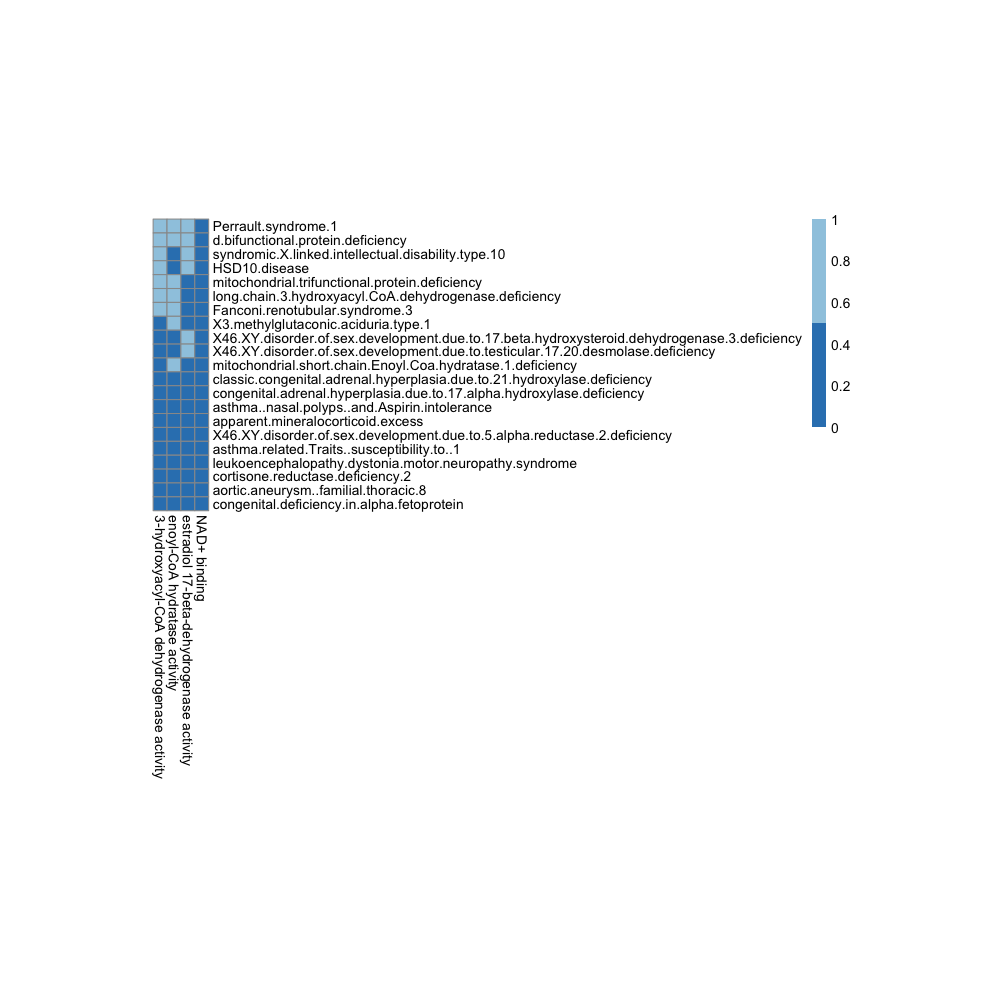 Perrault.syndrome.1
d.bifunctional.protein.deficiency
syndromic.X.linked.intellectual.disability.type.10
HSD10.disease
mitochondrial.trifunctional.protein.deficiency
long.chain.3.hydroxyacyl.CoA.dehydrogenase.deficiency
Fanconi.renotubular.syndrome.3
X3.methylglutaconic.aciduria.type.1
X46.XY.disorder.of.sex.development.due.to.17.beta.hydroxysteroid.dehydrogenase.3.deficiency
X46.XY.disorder.of.sex.development.due.to.testicular.17.20.desmolase.deficiency
mitochondrial.short.chain.Enoyl.Coa.hydratase.1.deficiency
classic.congenital.adrenal.hyperplasia.due.to.21.hydroxylase.deficiency
congenital.adrenal.hyperplasia.due.to.17.alpha.hydroxylase.deficiency
asthma..nasal.polyps..and.Aspirin.intolerance
apparent.mineralocorticoid.excess
X46.XY.disorder.of.sex.development.due.to.5.alpha.reductase.2.deficiency
asthma.related.Traits..susceptibility.to..1
leukoencephalopathy.dystonia.motor.neuropathy.syndrome
cortisone.reductase.deficiency.2
aortic.aneurysm..familial.thoracic.8
congenital.deficiency.in.alpha.fetoprotein
3-hydroxyacyl-CoA dehydrogenase activity
enoyl-CoA hydratase activity
estradiol 17-beta-dehydrogenase activity
NAD+ binding
1
0.8
0.6
0.4
0.2
0